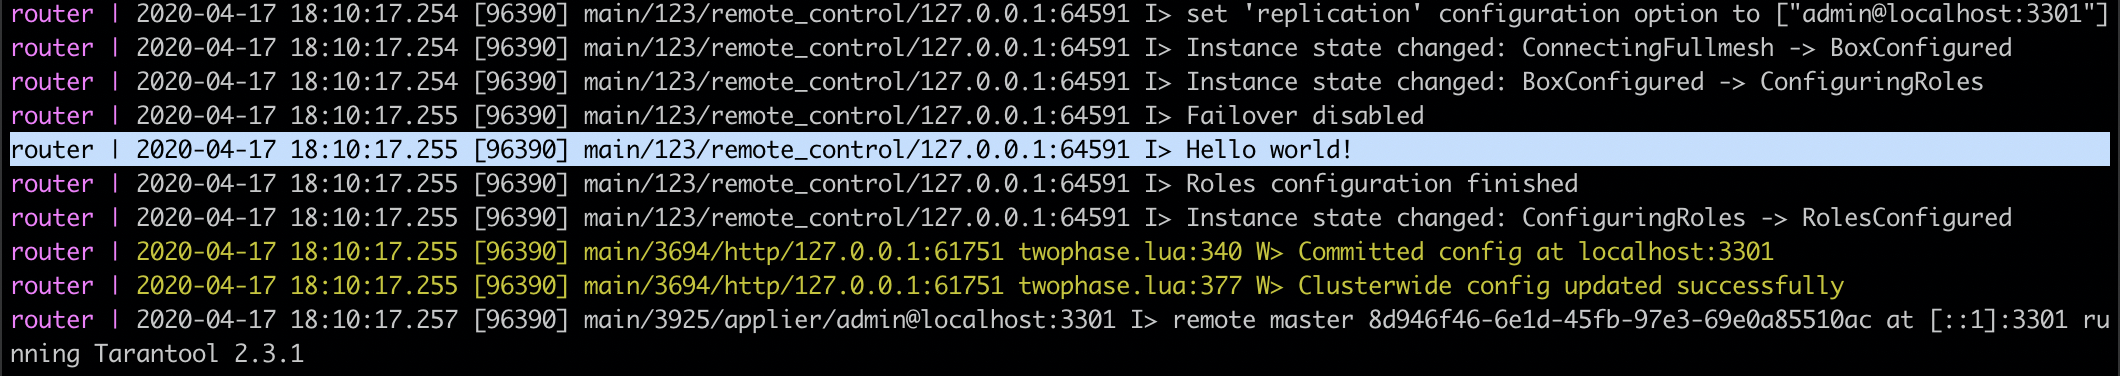 router | 2020-04-17 18:10:17.254 [96390] main/123/remote_control/127.0.0.1:64591 I> set 'replication' configuration option to ["admin@localhost:3301"]
router | 2020-04-17 18:10:17.254 [96390] main/123/remote_control/127.0.0.1:64591 I> Instance state changed: ConnectingFullmesh -> BoxConfigured
router | 2020-04-17 18:10:17.254 [96390] main/123/remote_control/127.0.0.1:64591 I> Instance state changed: BoxConfigured -> ConfiguringRoles
router | 2020-04-17 18:10:17.255 [96390] main/123/remote_control/127.0.0.1:64591 I> Failover disabled
router | 2020-04-17 18:10:17.255 [96390] main/123/remote_control/127.0.0.1:64591 I> Hello world!
router | 2020-04-17 18:10:17.255 [96390] main/123/remote_control/127.0.0.1:64591 I> Roles configuration finished
router | 2020-04-17 18:10:17.255 [96390] main/123/remote_control/127.0.0.1:64591 I> Instance state changed: ConfiguringRoles -> RolesConfigured
router | 2020-04-17 18:10:17.255 [96390] main/3694/http/127.0.0.1:61751 twophase.lua:340 W> Committed config at localhost:3301
router | 2020-04-17 18:10:17.255 [96390] main/3694/http/127.0.0.1:61751 twophase.lua:377 W> Clusterwide config updated successfully
router | 2020-04-17 18:10:17.257 [96390] main/3925/applier/admin@localhost:3301 I> remote master 8d946f46-6e1d-45fb-97e3-69e0a85510ac at [::1]:3301 ru
nning Tarantool 2.3.1